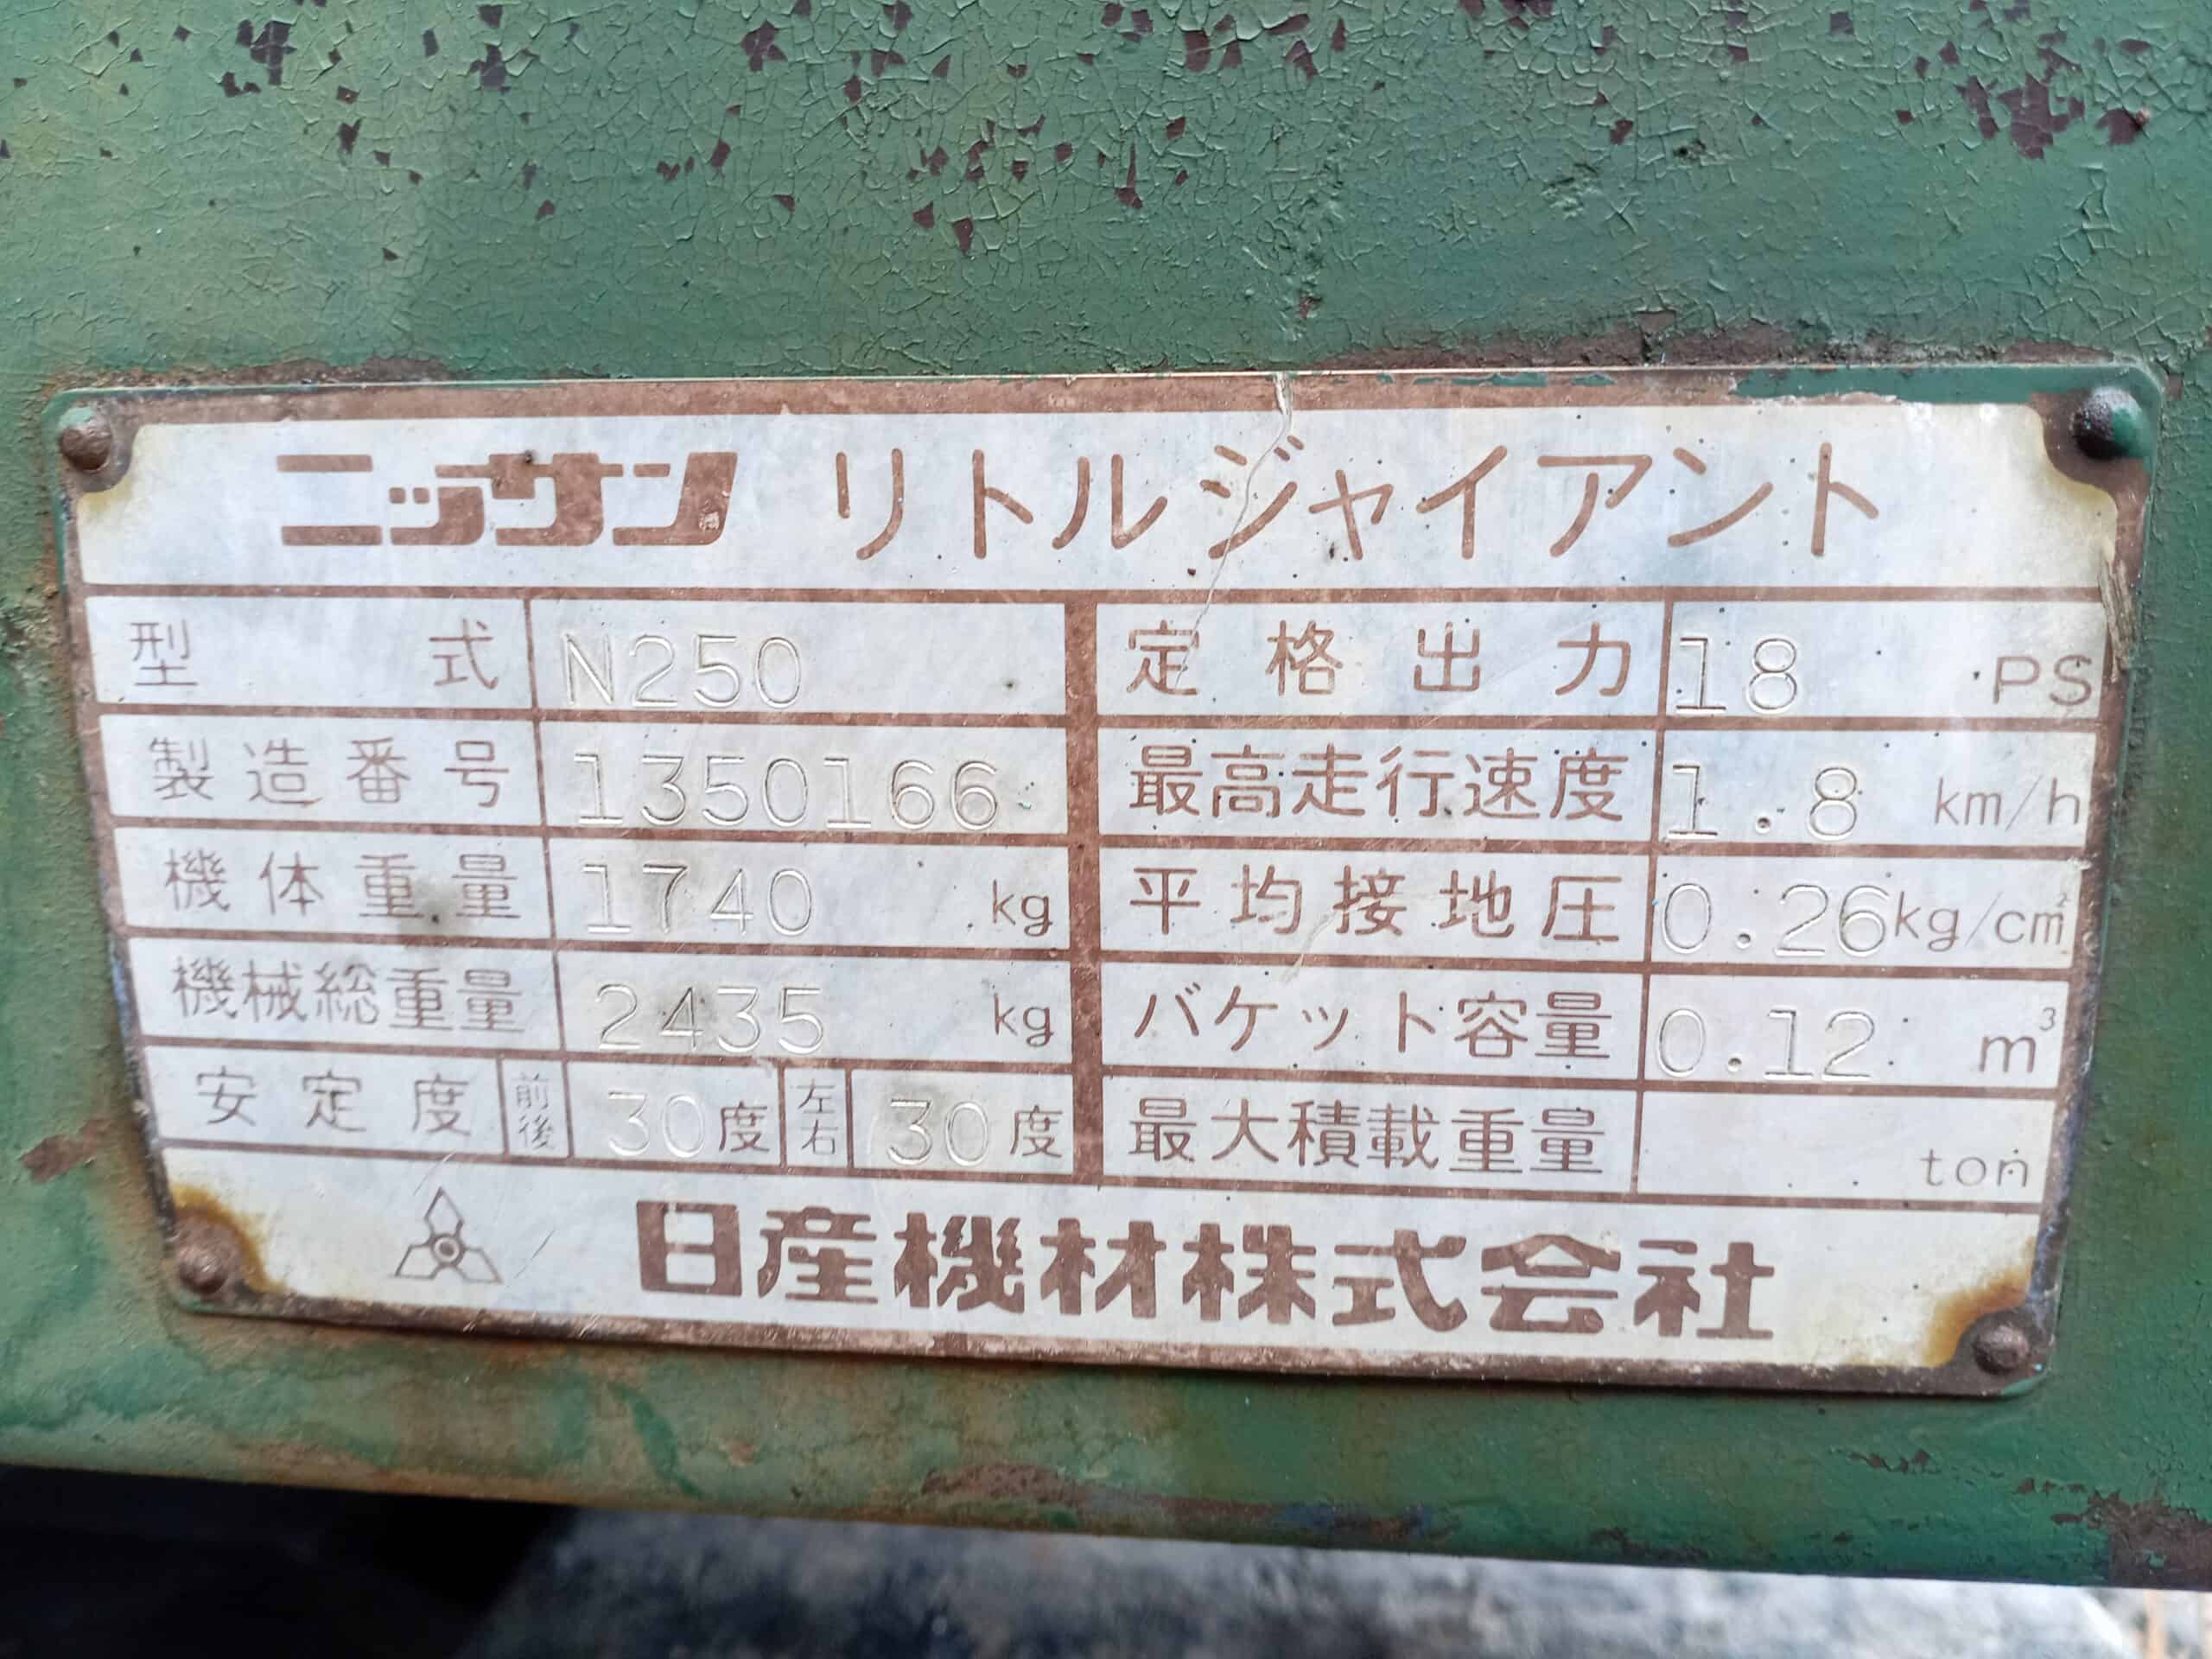 ニッサン リトルジャイアント
型式 N250 定格出力 18 PS
製造番号 1350166 最高走行速度 1.8 km/h
機体重量 1740 kg 平均接地圧 0.26 kg/cm²
機械総重量 2435 kg バケット容量 0.12 m³
安定度 前後 30度 左右 30度 最大積載重量 ton
日産機材株式会社